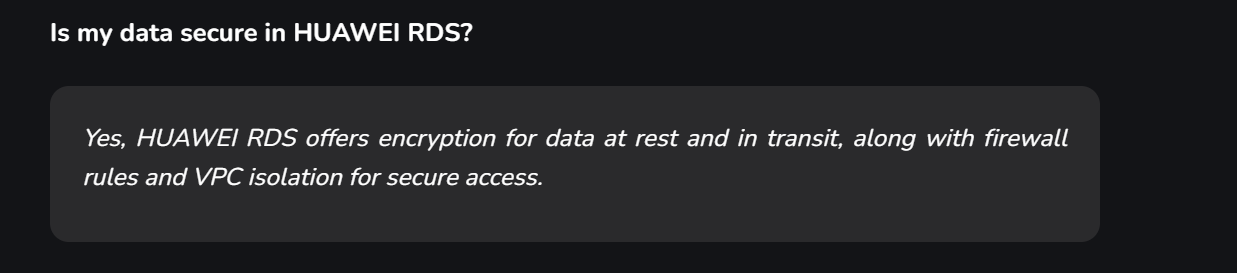 Is my data secure in HUAWEI RDS?
Yes, HUAWEI RDS offers encryption for data at rest and in transit, along with firewall
rules and VPC isolation for secure access.